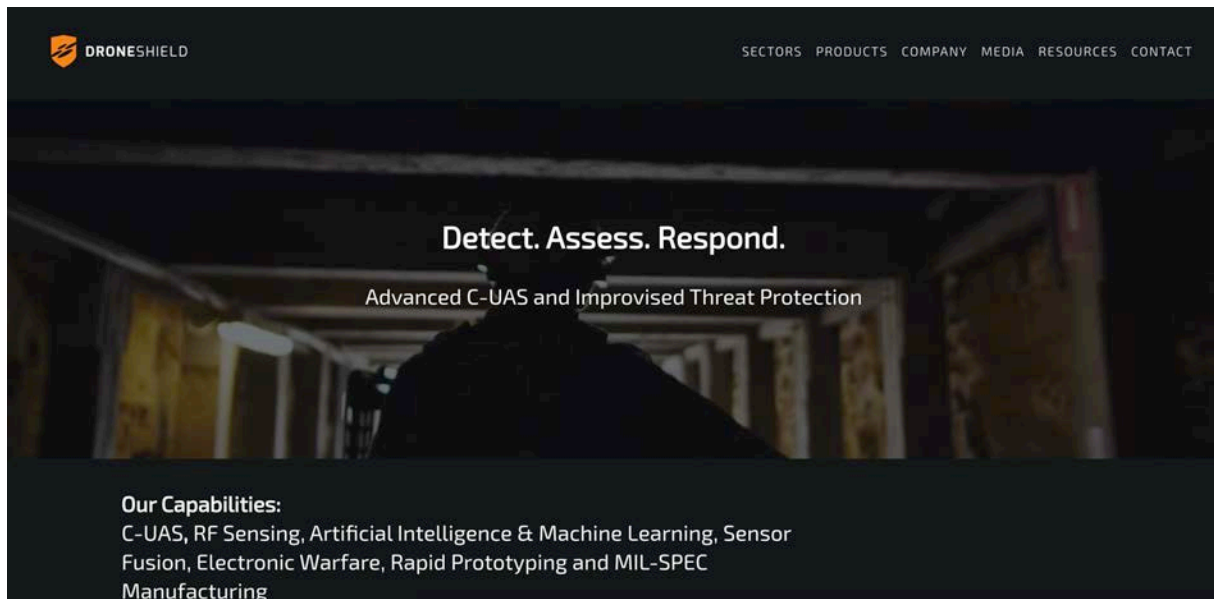 DRONESHIELD
SECTORS PRODUCTS COMPANY MEDIA RESOURCES CONTACT
Detect. Assess. Respond.
Advanced C-UAS and Improvised Threat Protection
Our Capabilities:
C-UAS, RF Sensing, Artificial Intelligence & Machine Learning, Sensor
Fusion, Electronic Warfare, Rapid Prototyping and MIL-SPEC
Manufacturing